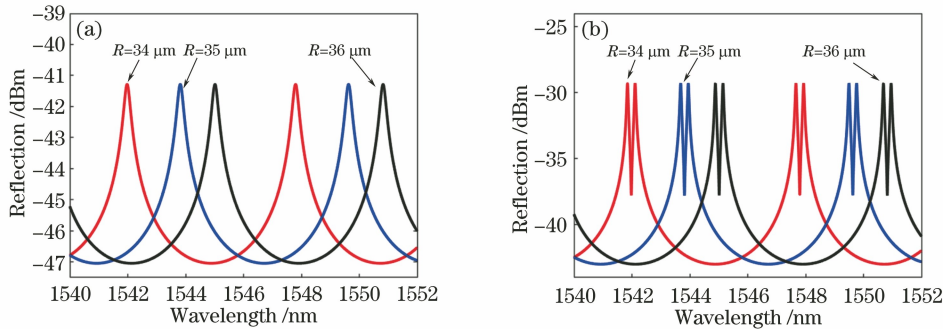 (a)
R=34 μm R=35 μm R=36 μm
−39
−40
−41
−42
−43
−44
−45
−46
−47
Reflection /dBm
1540 1542 1544 1546 1548 1550 1552
Wavelength /nm
(b)
R=34 μm R=35 μm R=36 μm
−25
−30
−35
−40
Reflection /dBm
1540 1542 1544 1546 1548 1550 1552
Wavelength /nm